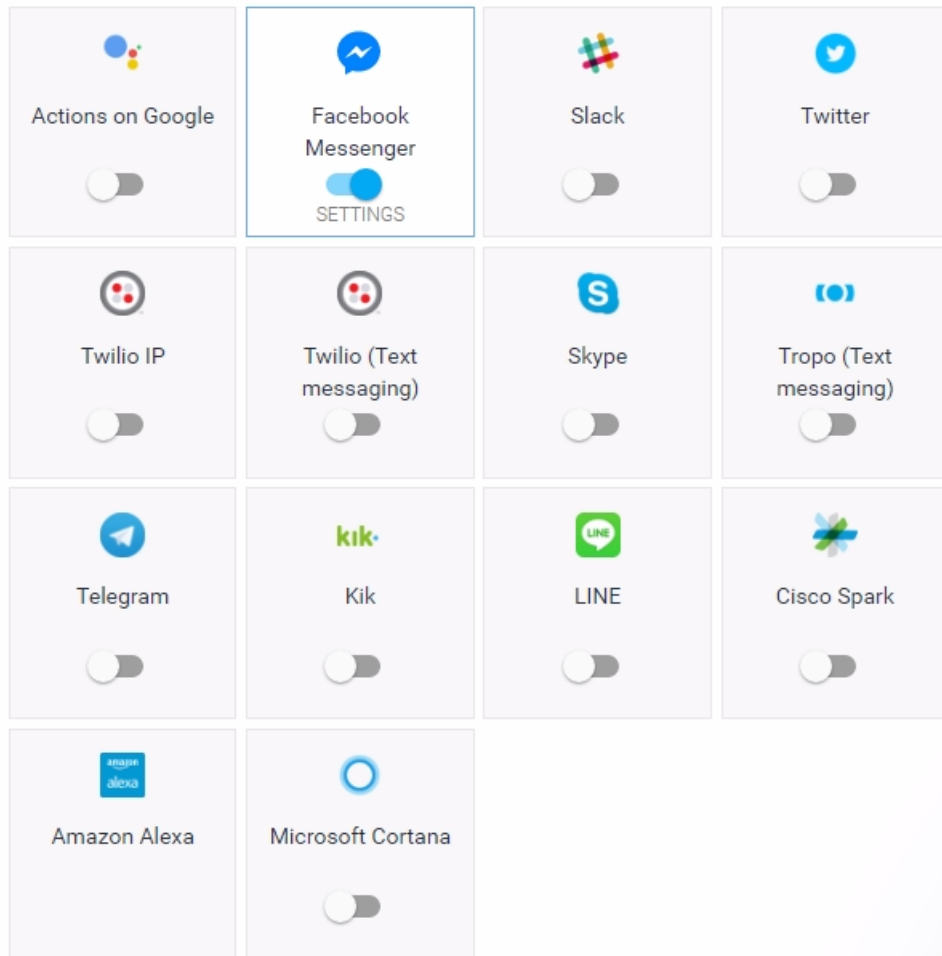 Actions on Google
Facebook
Messenger
SETTINGS
Slack
Twitter
Twilio IP
Twilio (Text
messaging)
S
Skype
Tropo (Text
messaging)
Telegram
kik
Kik
LINE
LINE
Cisco Spark
amazon
alexa
Amazon Alexa
Microsoft Cortana